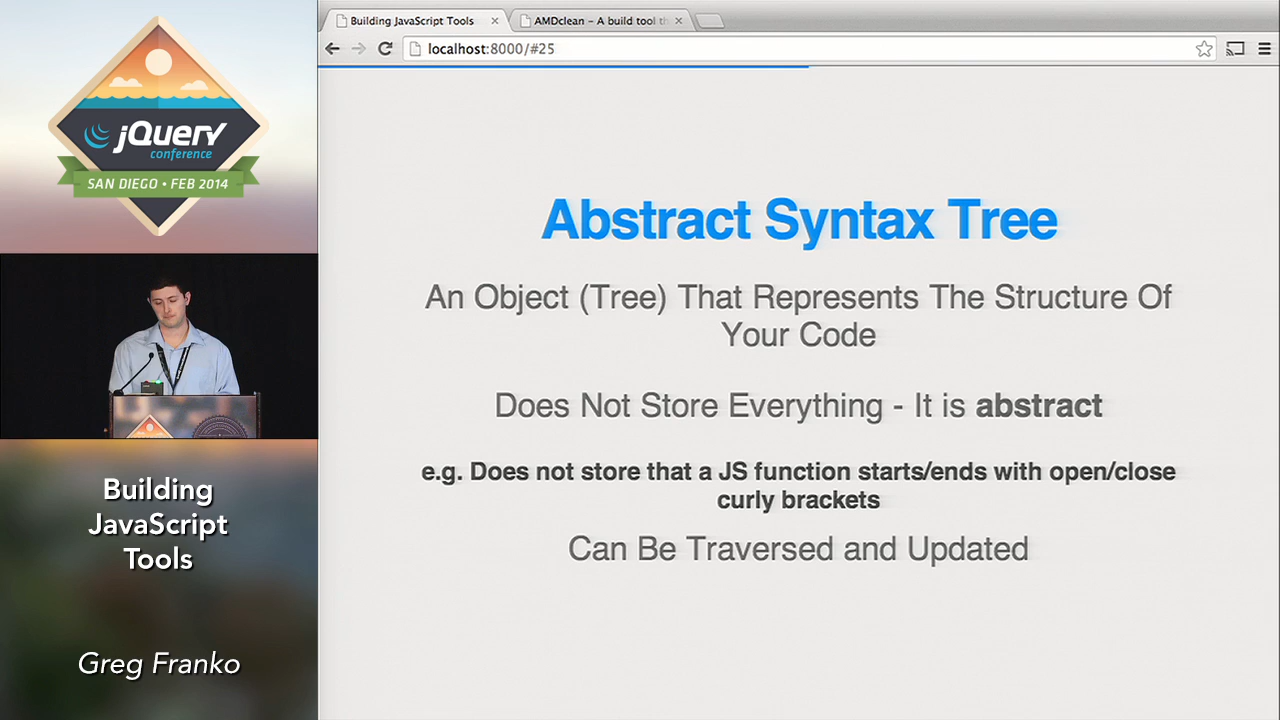 jQuery
conference
SAN DIEGO • FEB 2014
Building
JavaScript
Tools
Greg Franko
Building JavaScript Tools
AMDclean - A build tool th
localhost:8000/#25
Abstract Syntax Tree
An Object (Tree) That Represents The Structure Of
Your Code
Does Not Store Everything - It is abstract
e.g. Does not store that a JS function starts/ends with open/close
curly brackets
Can Be Traversed and Updated